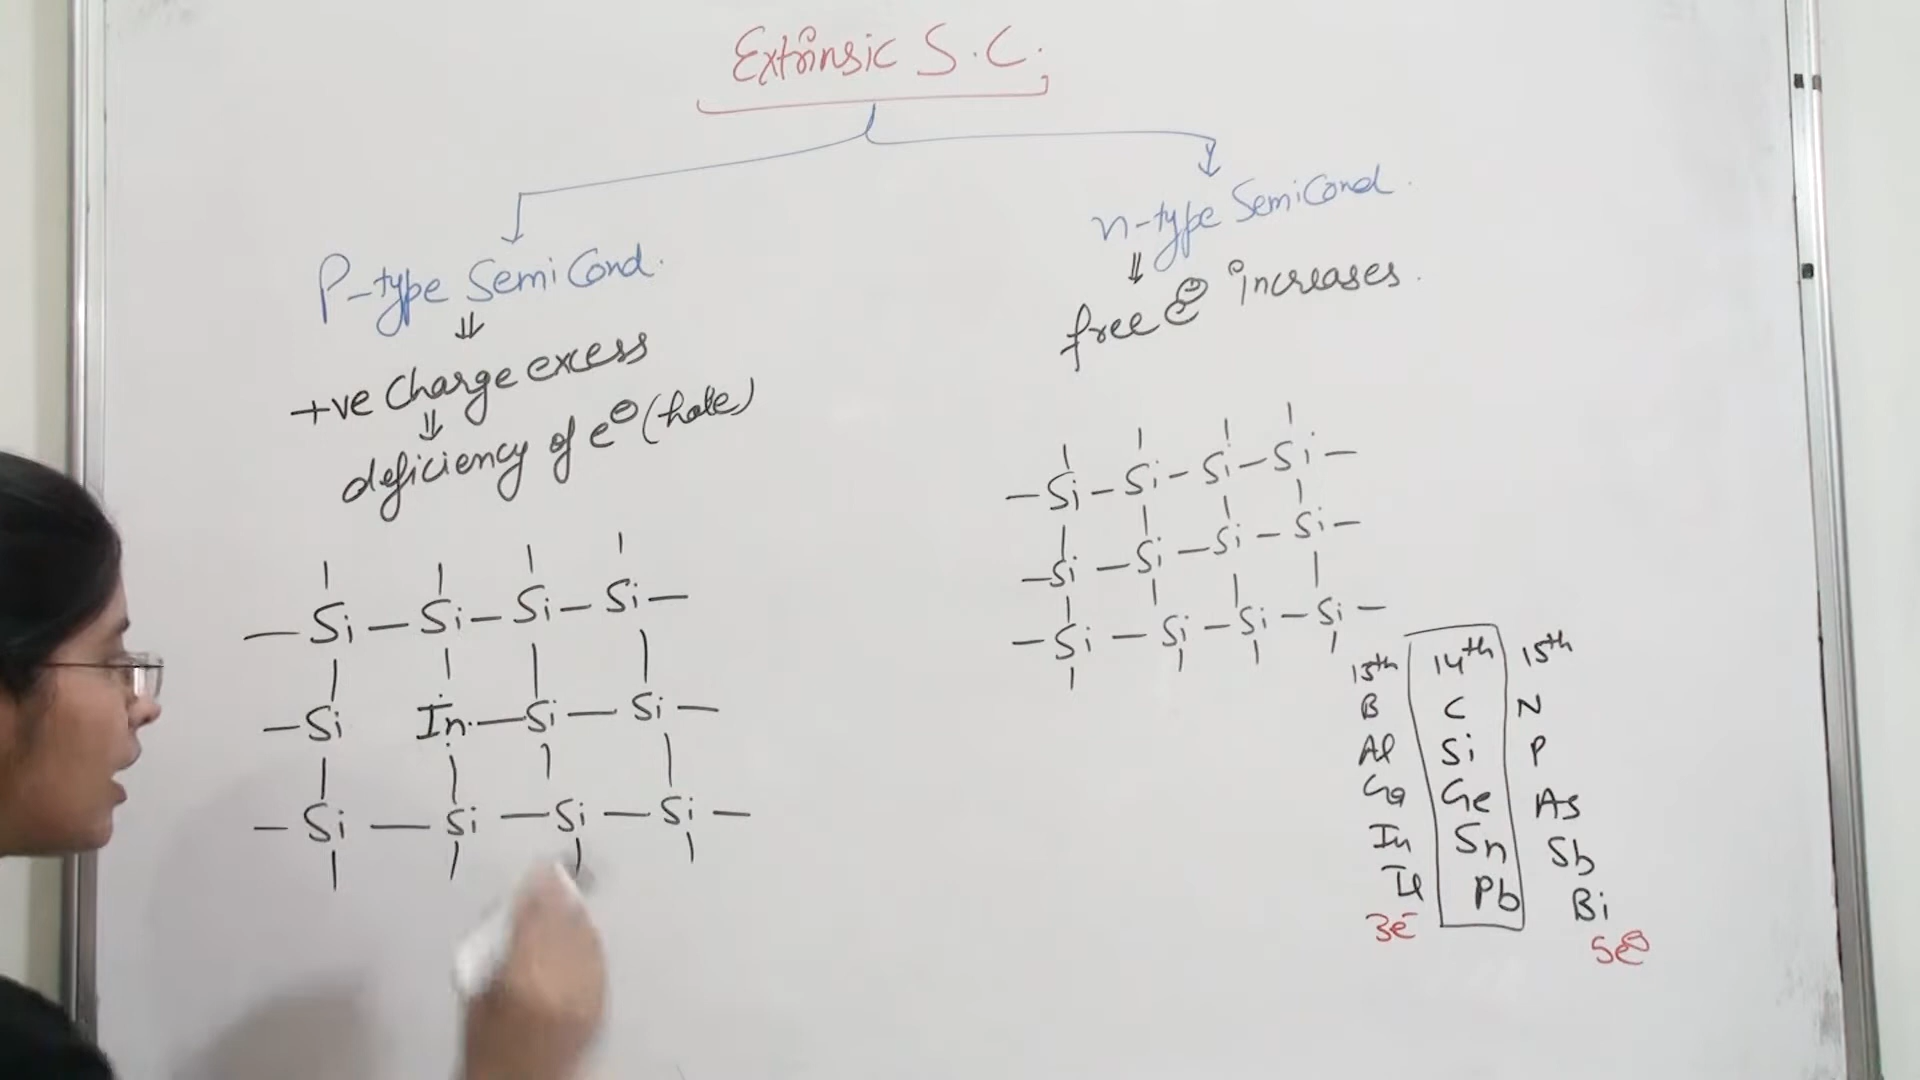 Extrinsic S.C.
P-type Semi Cond.
⇓
+ve Charge excess
⇓
deficiency of e⊖ (hole)
— Si — Si — Si — Si —
— Si In · — Si — Si —
— Si — Si — Si — Si —
n-type SemiCond.
⇓
free e⊖ increases.
— Si — Si — Si — Si —
— Si — Si — Si — Si —
— Si — Si — Si — Si —
13th 14th 15th
B C N
Al Si P
Ga Ge As
In Sn Sb
Tl Pb Bi
3e⁻ 5e⊖